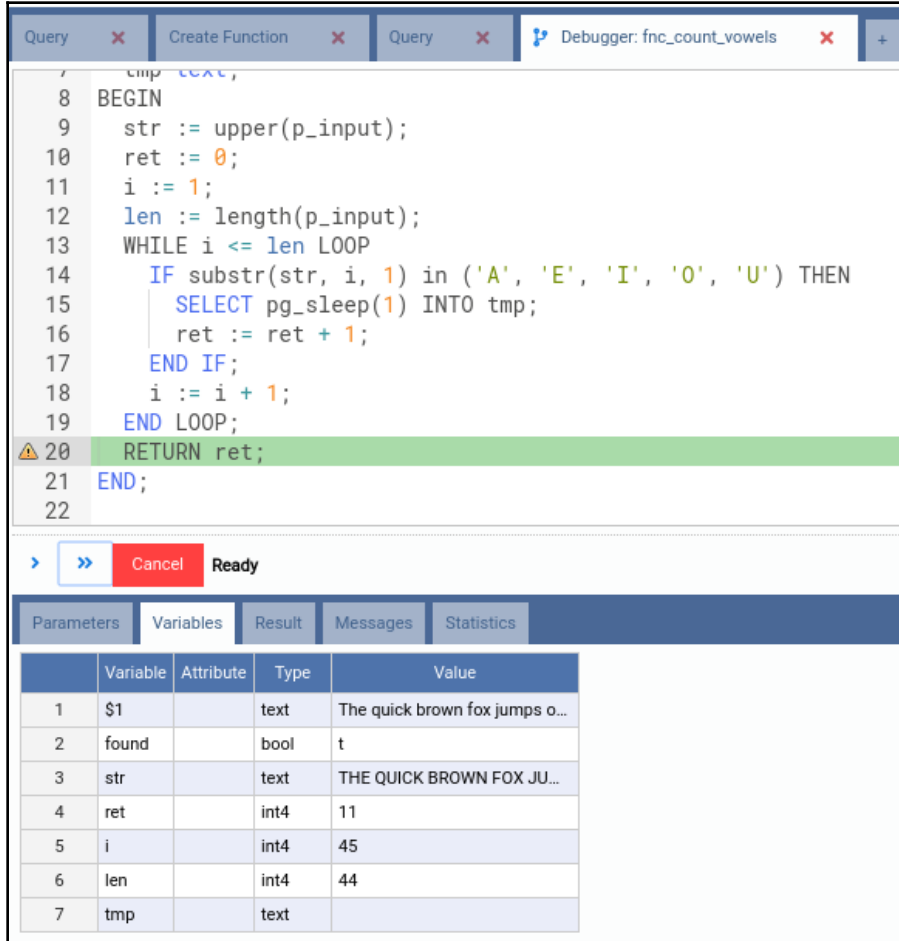 Query × Create Function × Query × Debugger: fnc_count_vowels × +
7 tmp text;
8 BEGIN
9 str := upper(p_input);
10 ret := 0;
11 i := 1;
12 len := length(p_input);
13 WHILE i <= len LOOP
14 IF substr(str, i, 1) in ('A', 'E', 'I', 'O', 'U') THEN
15 SELECT pg_sleep(1) INTO tmp;
16 ret := ret + 1;
17 END IF;
18 i := i + 1;
19 END LOOP;
20 RETURN ret;
21 END;
22
Cancel Ready
Parameters Variables Result Messages Statistics
Variable Attribute Type Value
1 $1 text The quick brown fox jumps o...
2 found bool t
3 str text THE QUICK BROWN FOX JU...
4 ret int4 11
5 i int4 45
6 len int4 44
7 tmp text